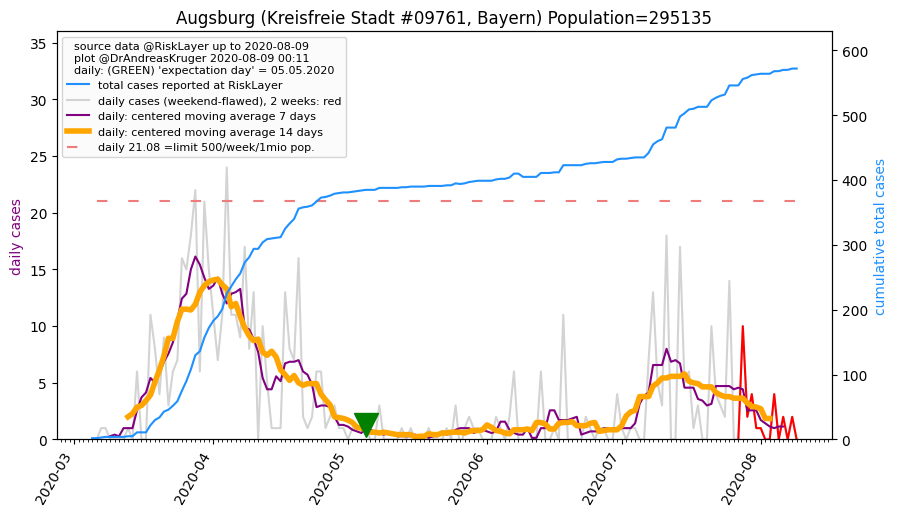 Augsburg (Kreisfreie Stadt #09761, Bayern) Population=295135
source data @RiskLayer up to 2020-08-09
plot @DrAndreasKruger 2020-08-09 00:11
daily: (GREEN) 'expectation day' = 05.05.2020
total cases reported at RiskLayer
daily cases (weekend-flawed), 2 weeks: red
daily: centered moving average 7 days
daily: centered moving average 14 days
daily 21.08 =limit 500/week/1mio pop.
daily cases
35
30
25
20
15
10
5
0
cumulative total cases
600
500
400
300
200
100
0
2020-03
2020-04
2020-05
2020-06
2020-07
2020-08